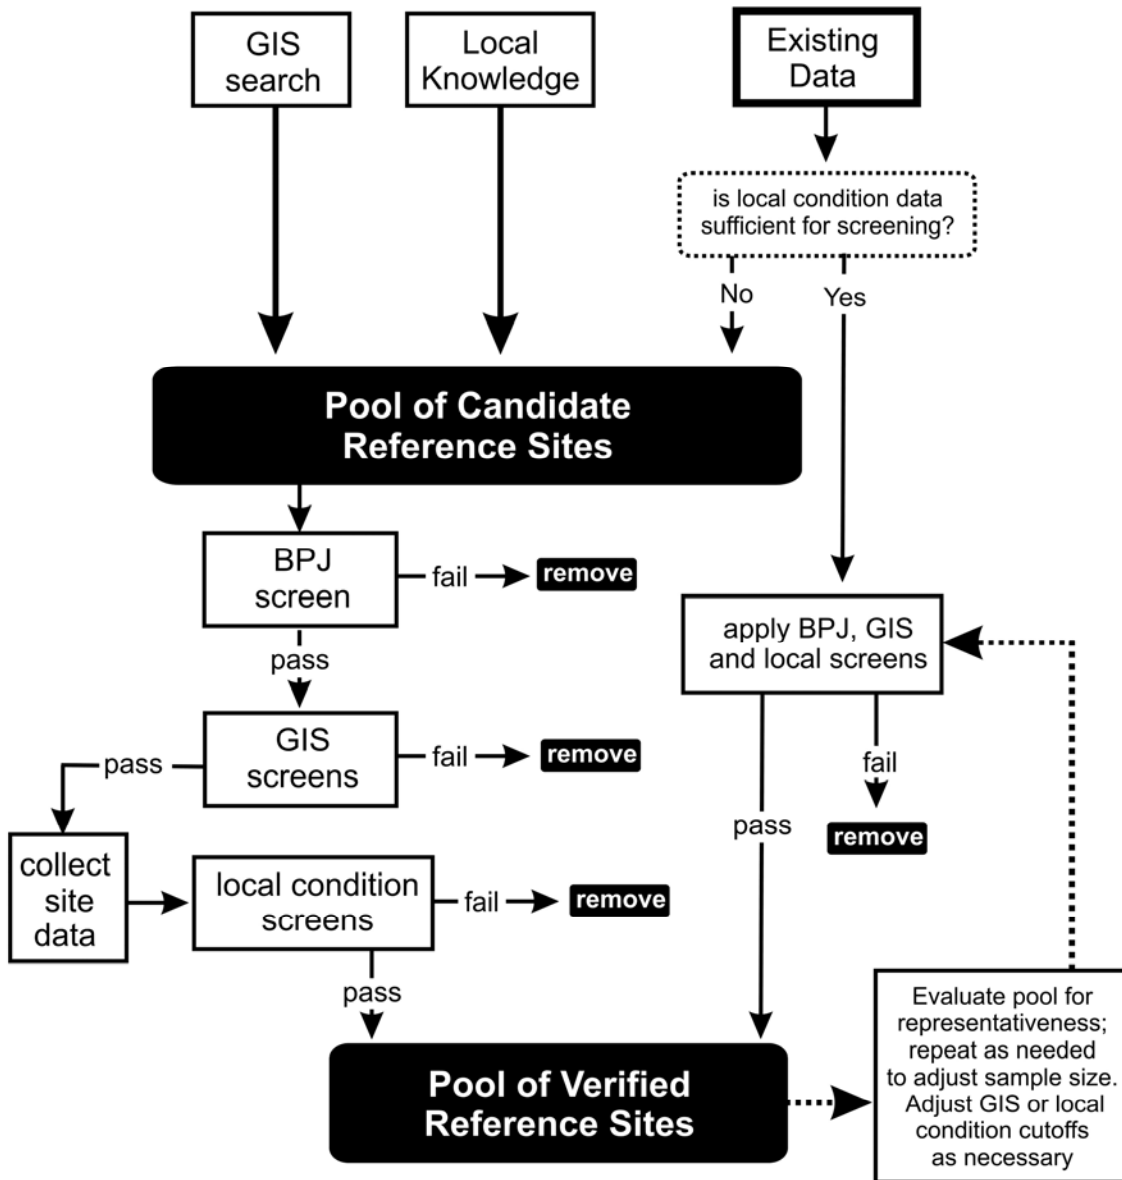 GIS
search
Local
Knowledge
Existing
Data
is local condition data
sufficient for screening?
No
Yes
Pool of Candidate
Reference Sites
BPJ
screen
fail
remove
pass
apply BPJ, GIS
and local screens
GIS
screens
fail
remove
pass
fail
remove
pass
collect
site
data
local condition
screens
fail
remove
pass
Evaluate pool for
representativeness;
repeat as needed
to adjust sample size.
Adjust GIS or local
condition cutoffs
as necessary
Pool of Verified
Reference Sites